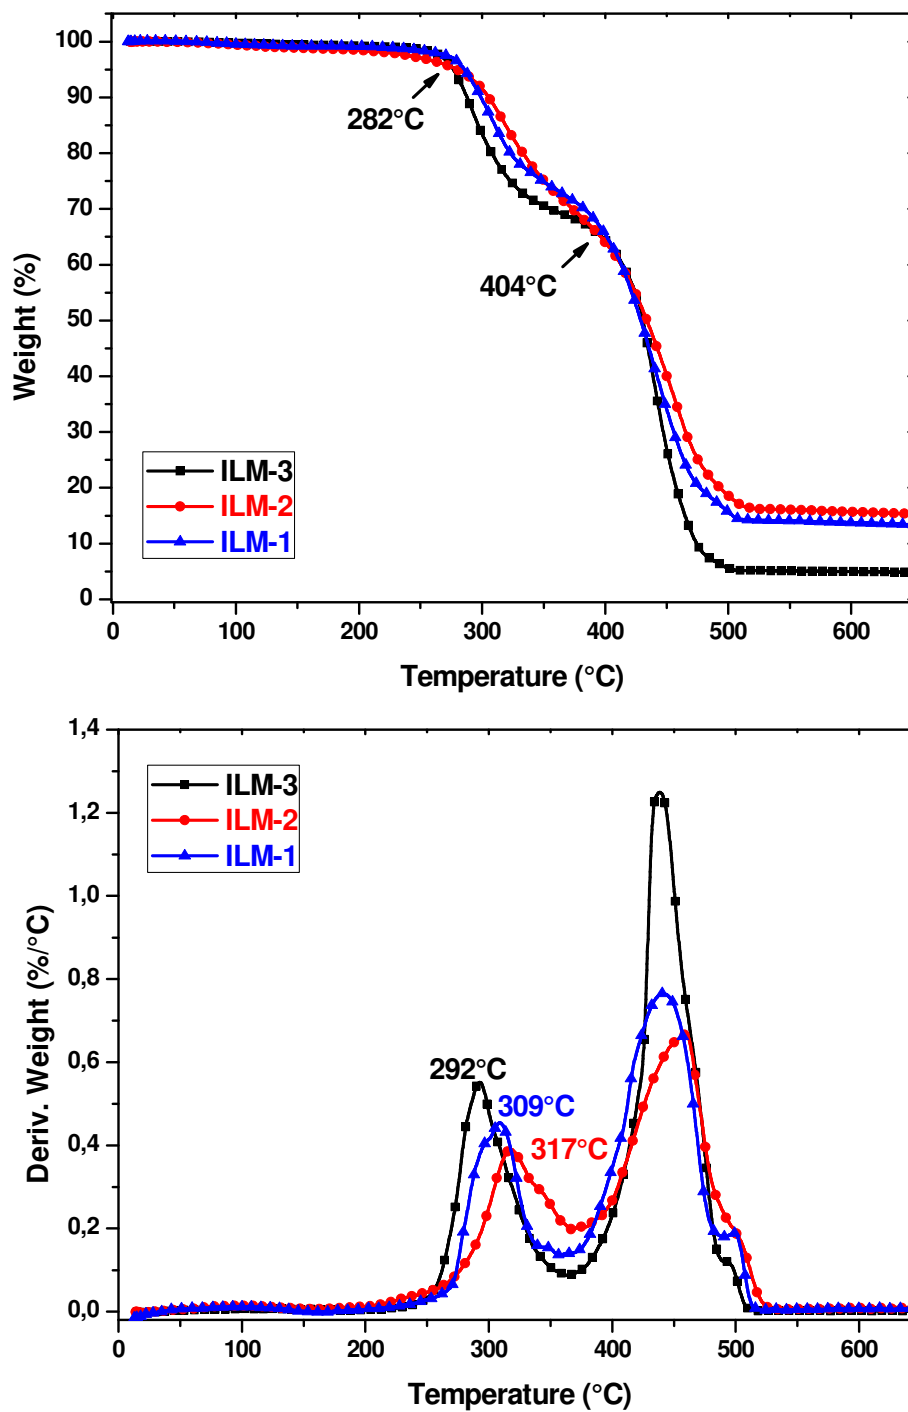 100
90
80
70
60
50
40
30
20
10
0
Weight (%)
282°C
404°C
ILM-3
ILM-2
ILM-1
0 100 200 300 400 500 600
Temperature (°C)
1,4
1,2
1,0
0,8
0,6
0,4
0,2
0,0
Deriv. Weight (%/°C)
ILM-3
ILM-2
ILM-1
292°C
309°C
317°C
0 100 200 300 400 500 600
Temperature (°C)